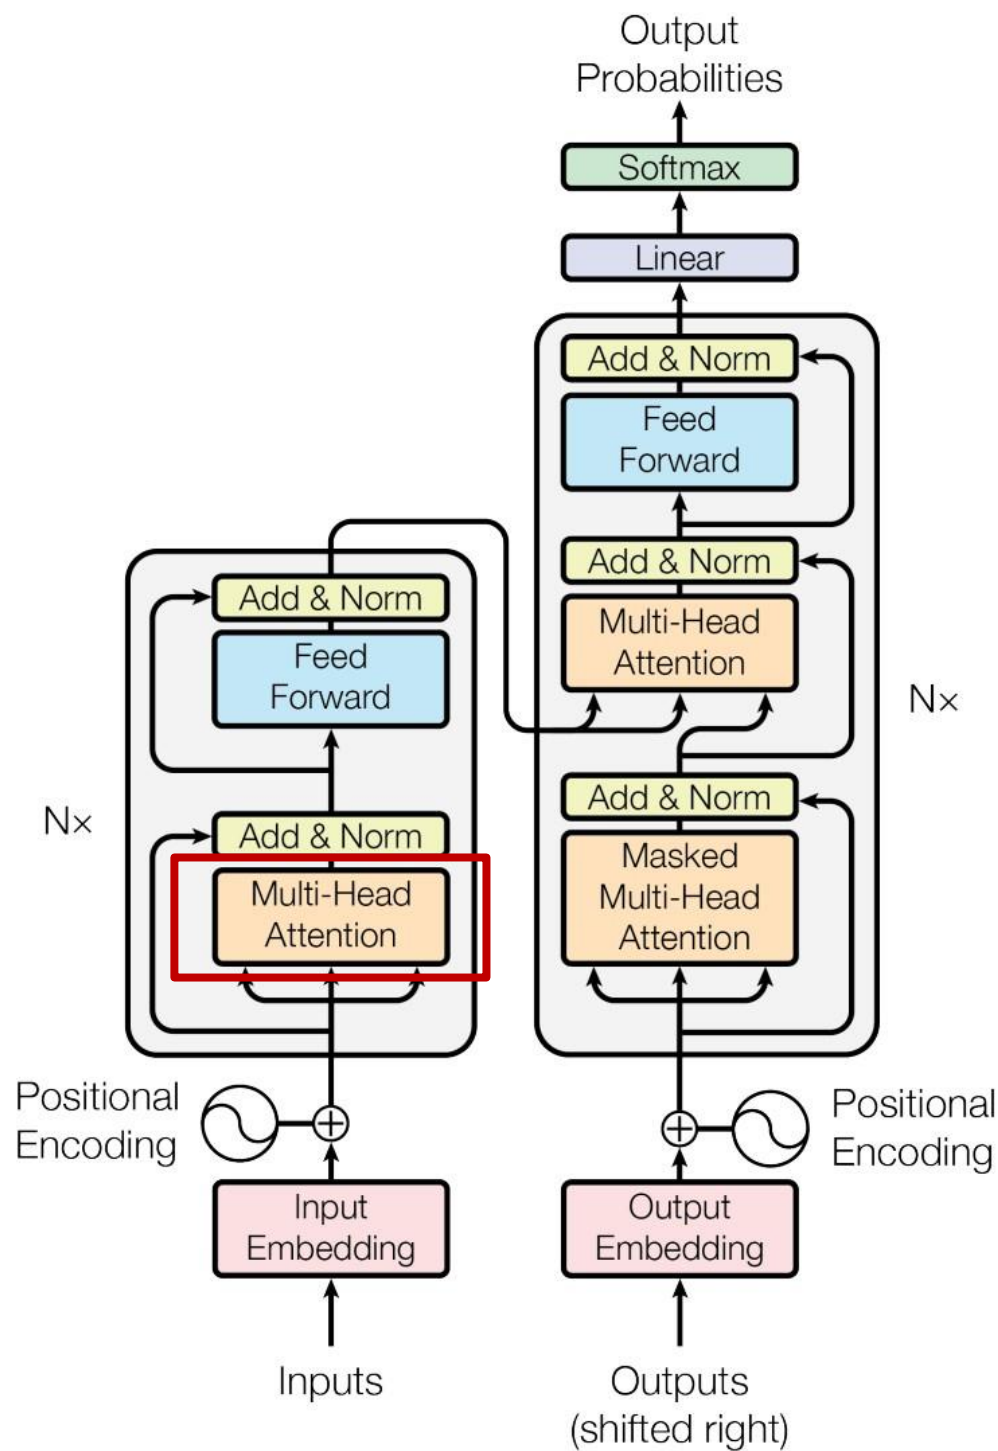 Output
Probabilities
Softmax
Linear
Add & Norm
Feed
Forward
Add & Norm
Multi-Head
Attention
Add & Norm
Masked
Multi-Head
Attention
N×
Add & Norm
Feed
Forward
Add & Norm
Multi-Head
Attention
N×
Positional
Encoding
Positional
Encoding
Input
Embedding
Output
Embedding
Inputs
Outputs
(shifted right)